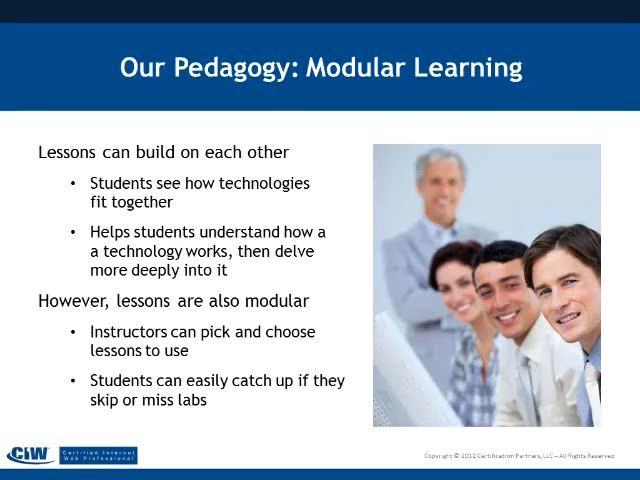 Our Pedagogy: Modular Learning
Lessons can build on each other
• Students see how technologies
fit together
• Helps students understand how a
a technology works, then delve
more deeply into it
However, lessons are also modular
• Instructors can pick and choose
lessons to use
• Students can easily catch up if they
skip or miss labs
CIW
Certified Internet
Web Professional
Copyright © 2012 Certification Partners, LLC – All Rights Reserved